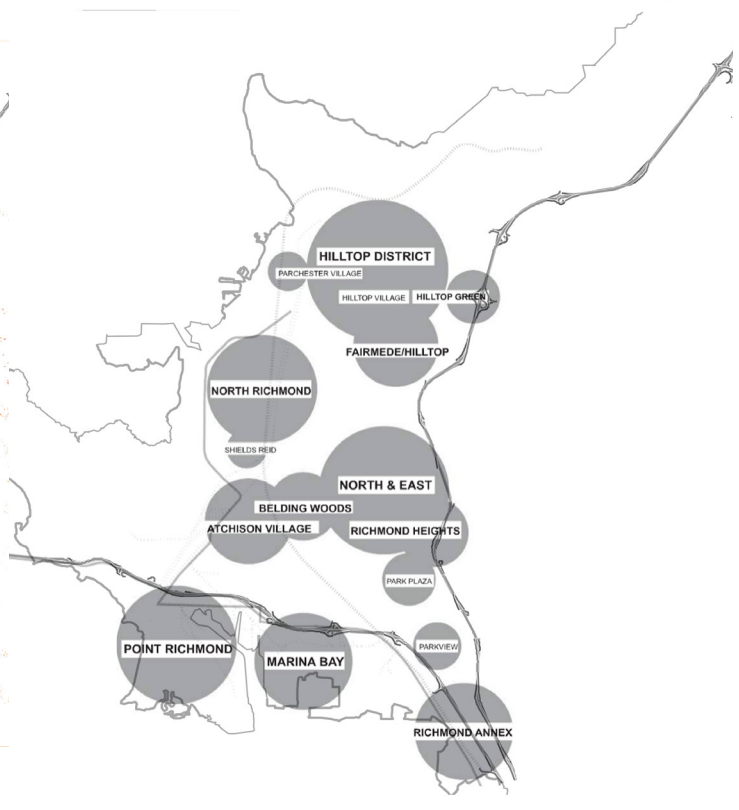 HILLTOP DISTRICT
PARCHESTER VILLAGE
HILLTOP VILLAGE
HILLTOP GREEN
FAIRMEDE/HILLTOP
NORTH RICHMOND
SHIELDS REID
NORTH & EAST
BELDING WOODS
ATCHISON VILLAGE
RICHMOND HEIGHTS
PARK PLAZA
POINT RICHMOND
MARINA BAY
PARKVIEW
RICHMOND ANNEX